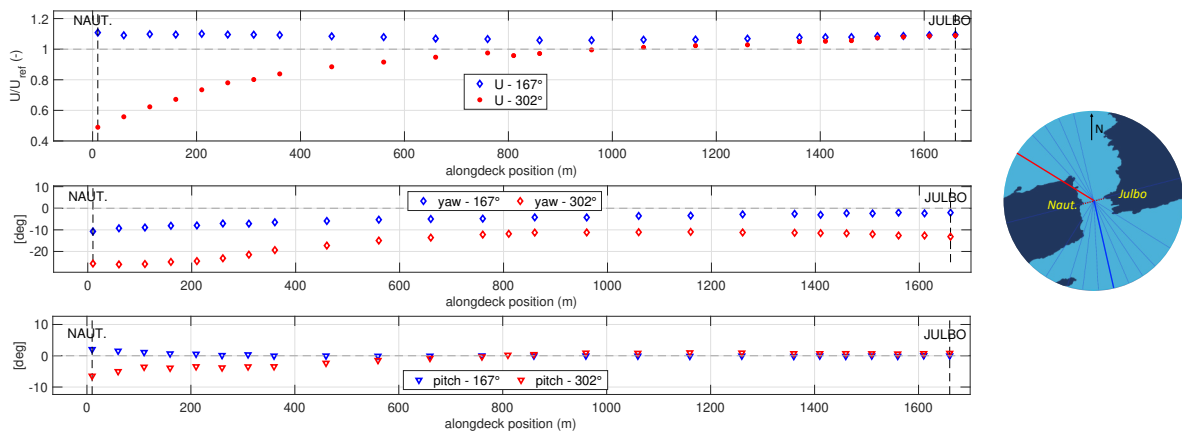 NAUT.
JULBO
1.2
1
0.8
0.6
0.4
U/Uref (-)
U - 167°
U - 302°
0 200 400 600 800 1000 1200 1400 1600
alongdeck position (m)
NAUT.
JULBO
10
0
-10
-20
[deg]
yaw - 167°
yaw - 302°
0 200 400 600 800 1000 1200 1400 1600
alongdeck position (m)
NAUT.
JULBO
10
0
-10
[deg]
pitch - 167°
pitch - 302°
0 200 400 600 800 1000 1200 1400 1600
alongdeck position (m)
N
Naut.
Julbo